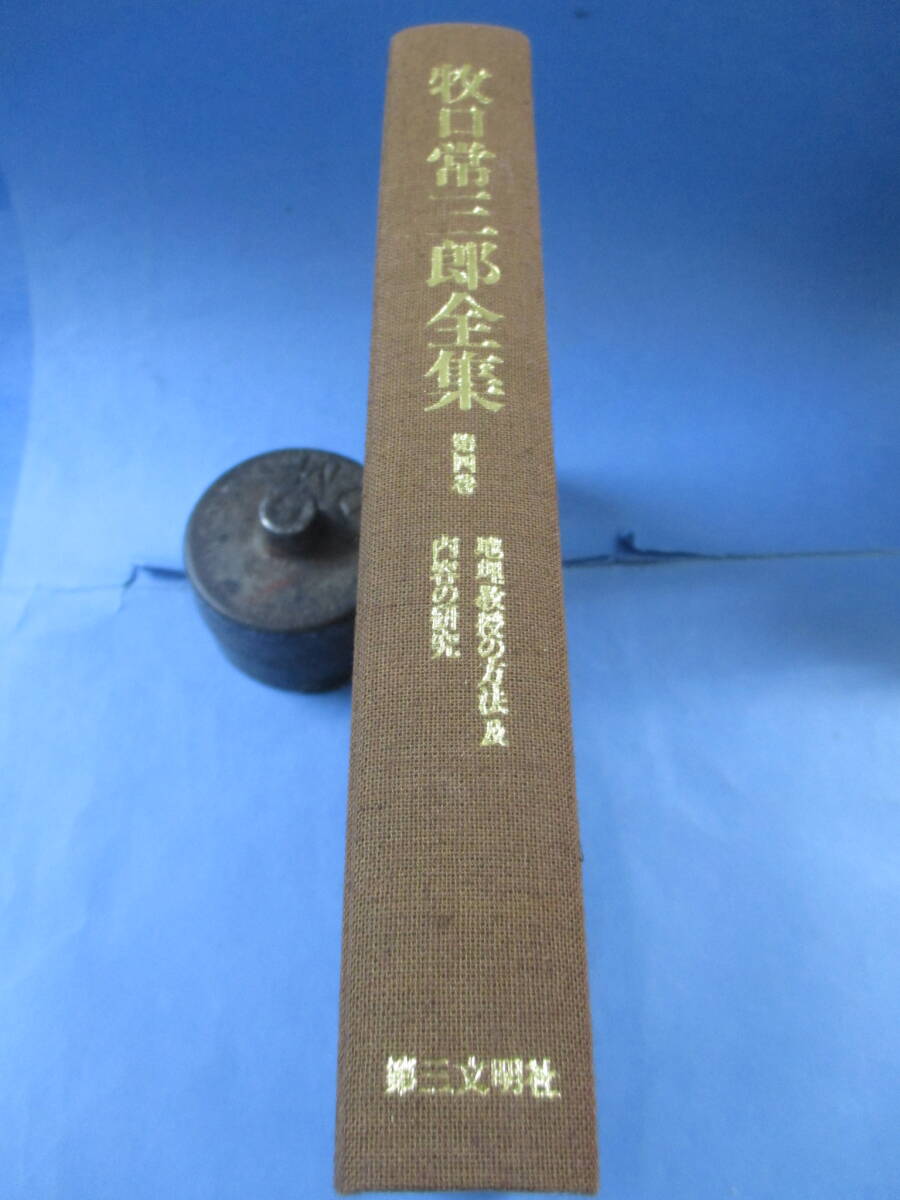 牧口常三郎全集
第四巻
地理教授の方法及
内容の研究
第三文明社